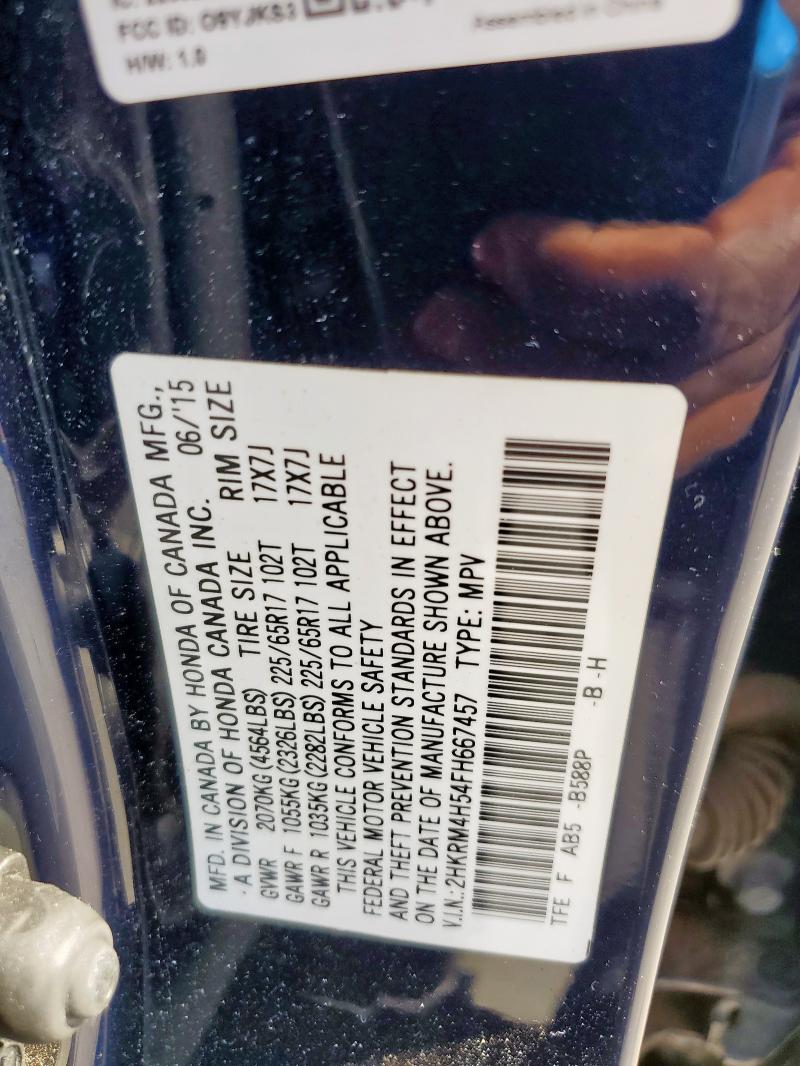 FCC ID: O9YJKS3
H/W: 1.8
Assembled in China
MFD. IN CANADA BY HONDA OF CANADA MFG.,
A DIVISION OF HONDA CANADA INC. 06/'15
TIRE SIZE RIM SIZE
GVWR 2070KG (4564LBS)
GAWR F 1055KG (2326LBS) 225/65R17 102T 17X7J
GAWR R 1035KG (2282LBS) 225/65R17 102T 17X7J
THIS VEHICLE CONFORMS TO ALL APPLICABLE
FEDERAL MOTOR VEHICLE SAFETY
AND THEFT PREVENTION STANDARDS IN EFFECT
ON THE DATE OF MANUFACTURE SHOWN ABOVE.
V.I.N.: 2HKRM4H54FH667457 TYPE: MPV
TFE F AB5 -B588P -B -H